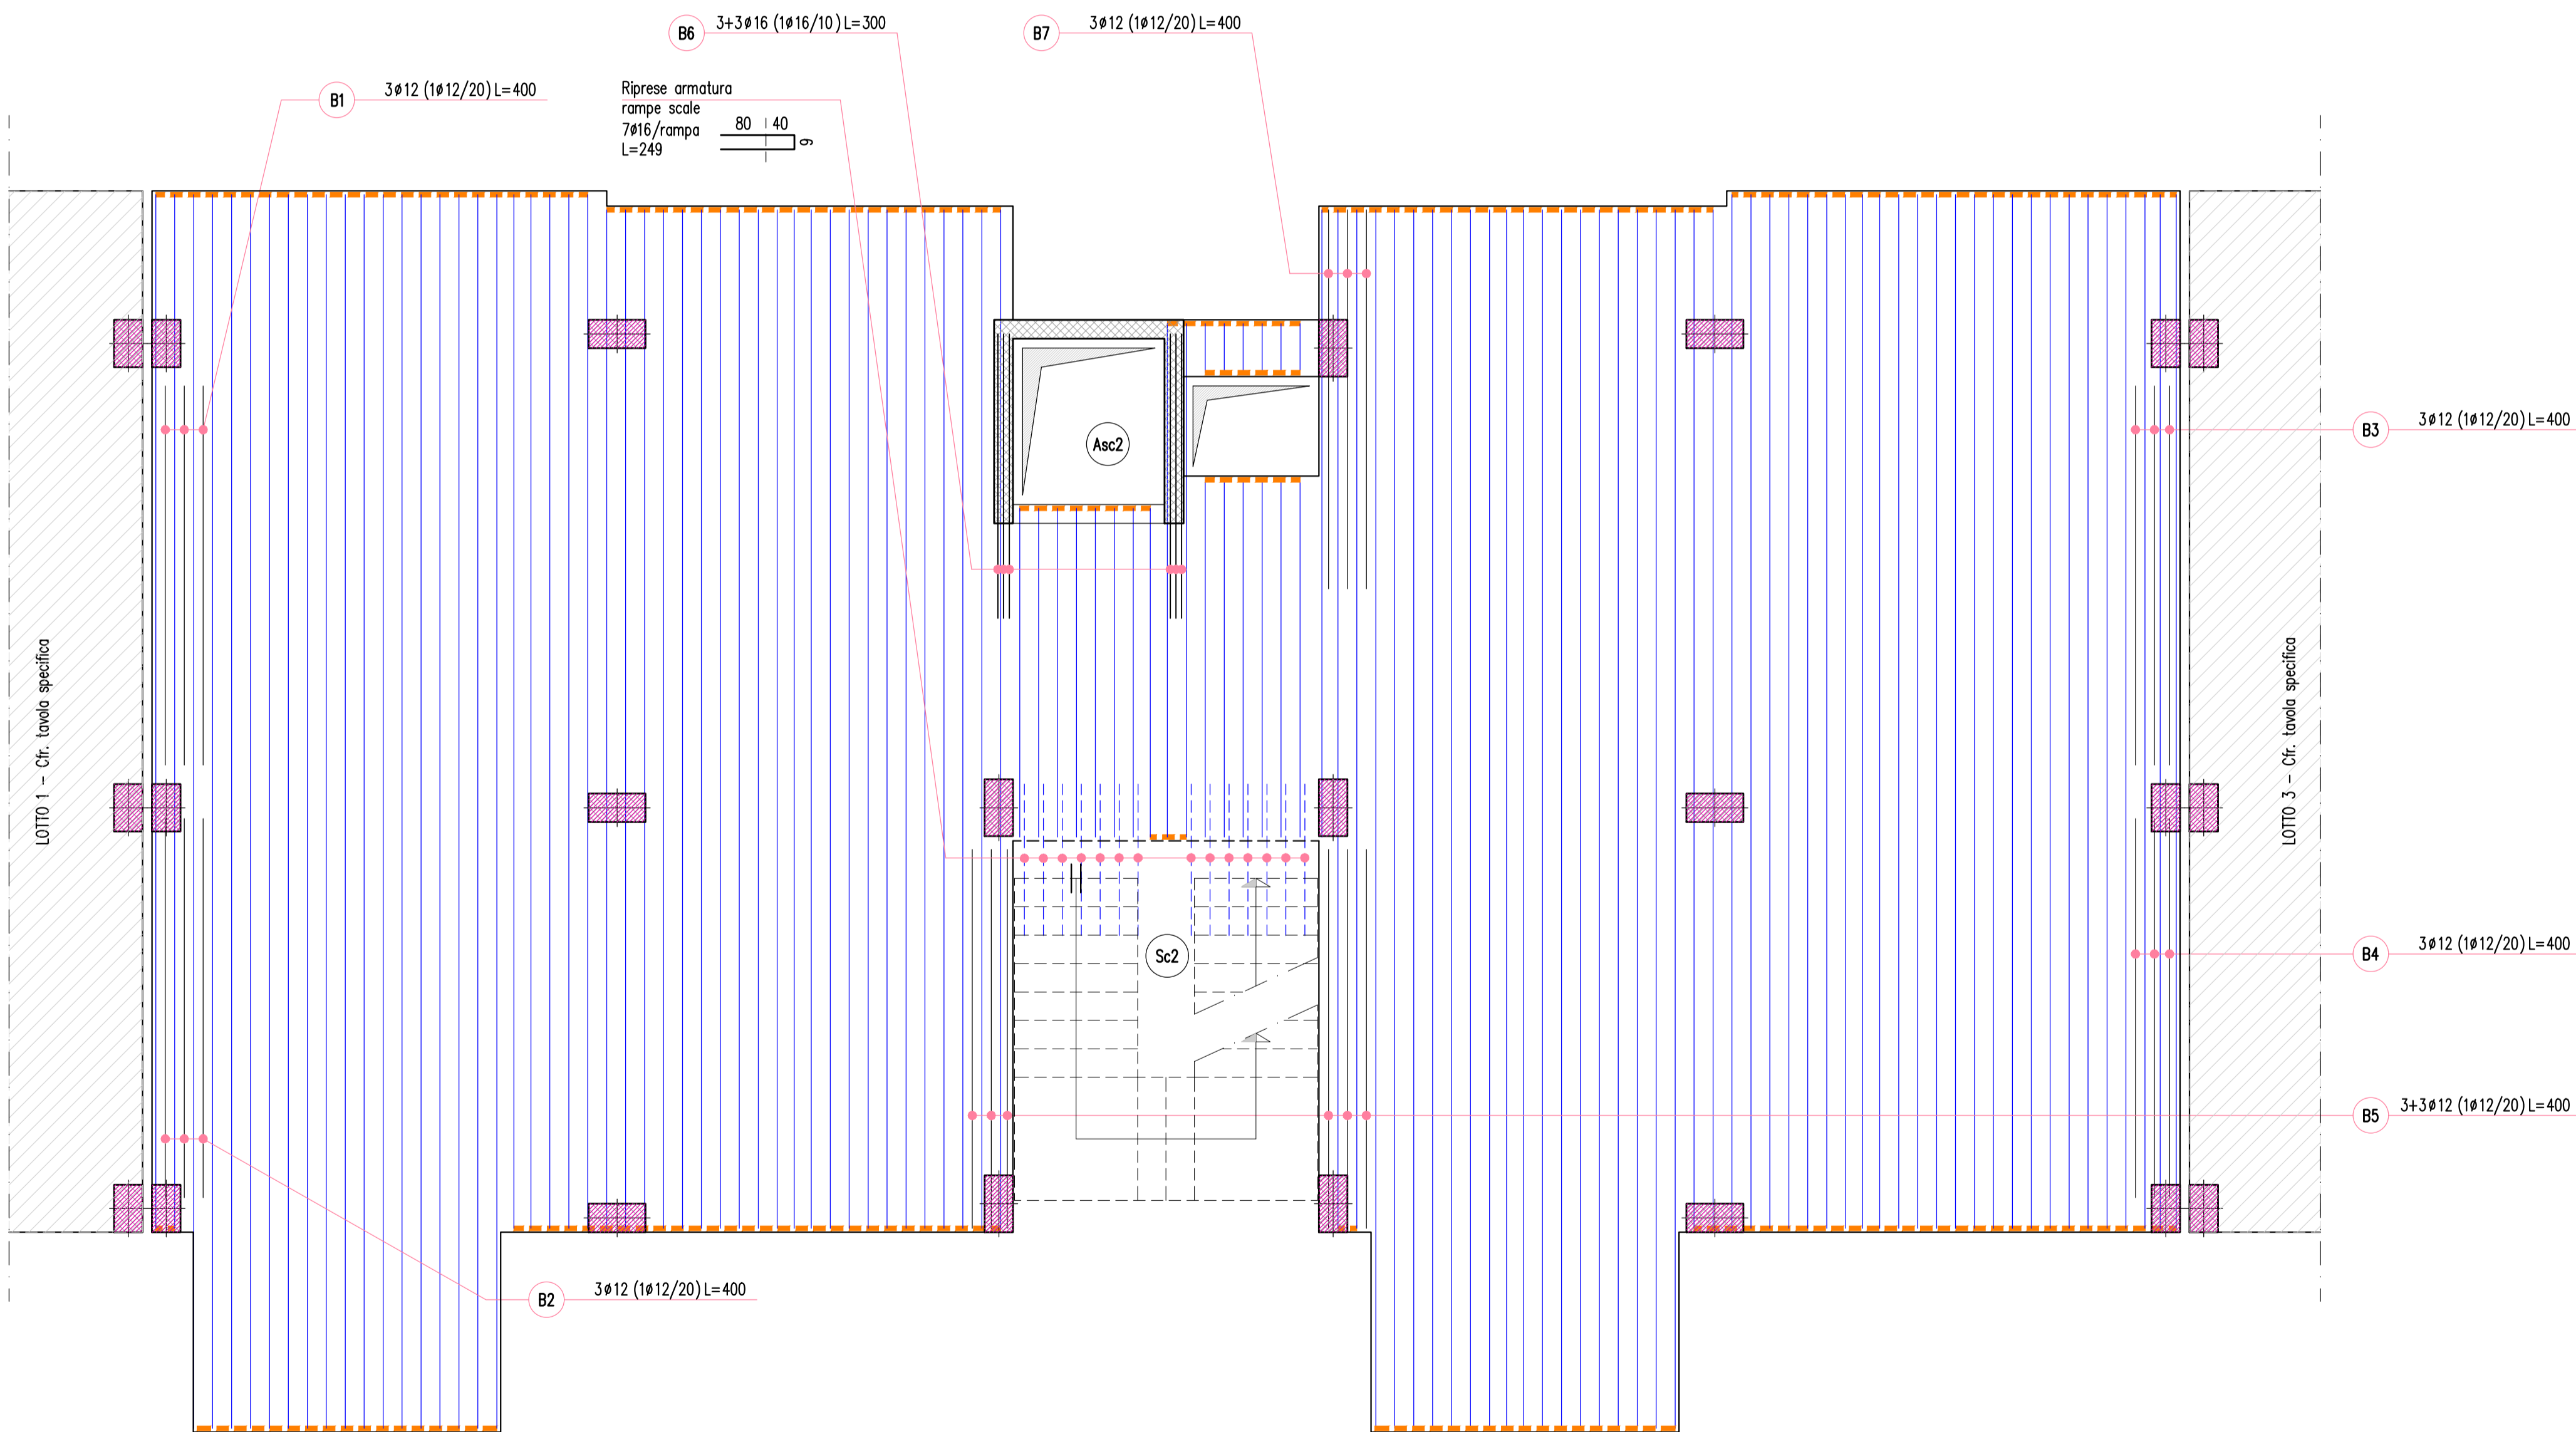 B6
3+3ø16 (1ø16/10) L=300
B7
3ø12 (1ø12/20) L=400
B1
3ø12 (1ø12/20) L=400
Riprese armatura
rampe scale
7ø16/rampa
L=249
80
40
9
Asc2
B3
3ø12 (1ø12/20) L=400
LOTTO 1 - Cfr. tavola specifica
LOTTO 3 - Cfr. tavola specifica
Sc2
B4
3ø12 (1ø12/20) L=400
B5
3+3ø12 (1ø12/20) L=400
B2
3ø12 (1ø12/20) L=400